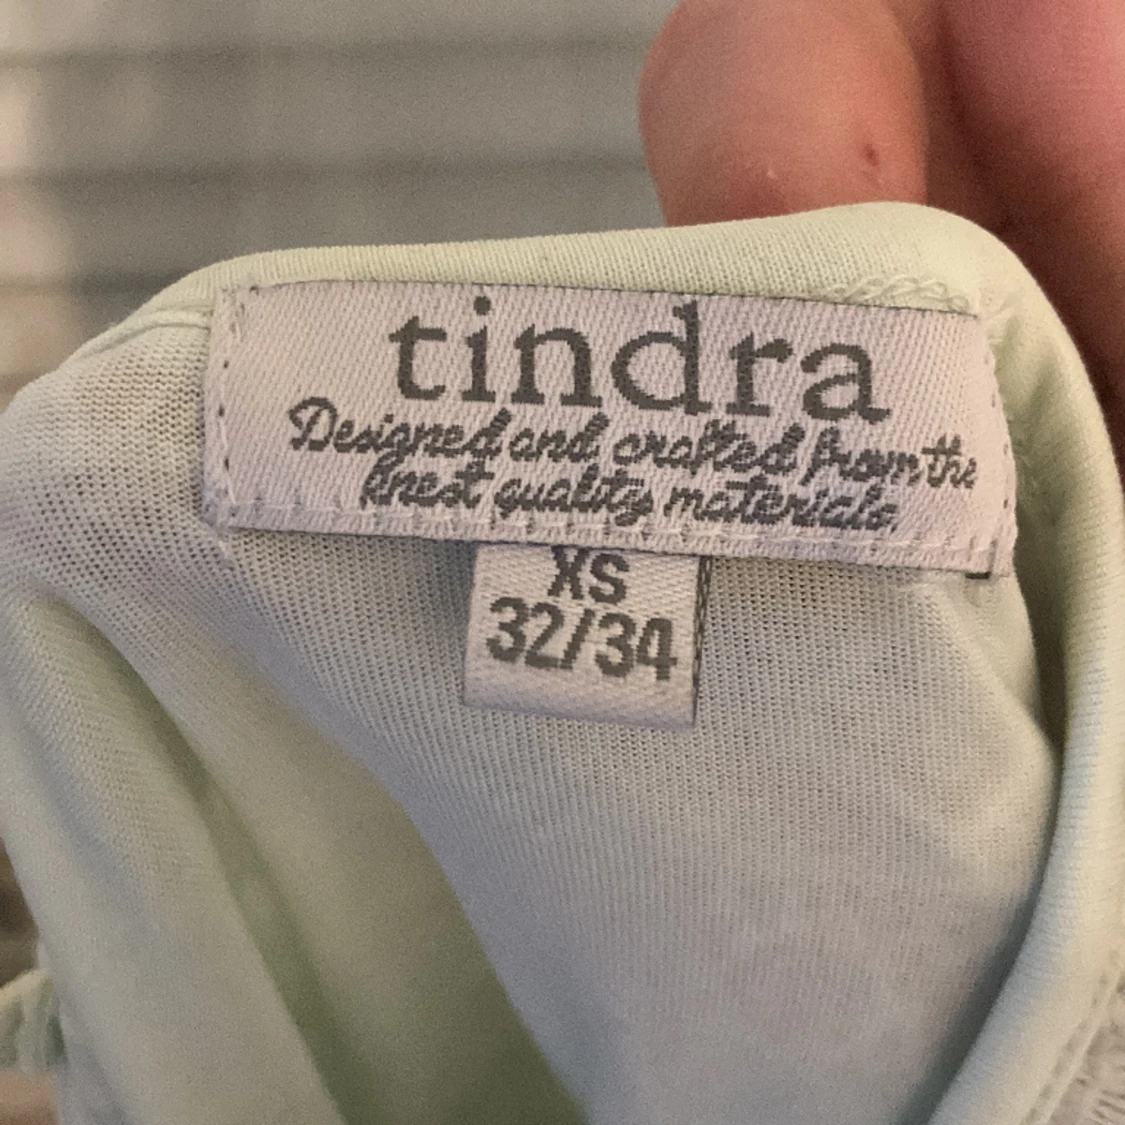 tindra
Designed and crafted from the
finest quality materials.
XS
32/34